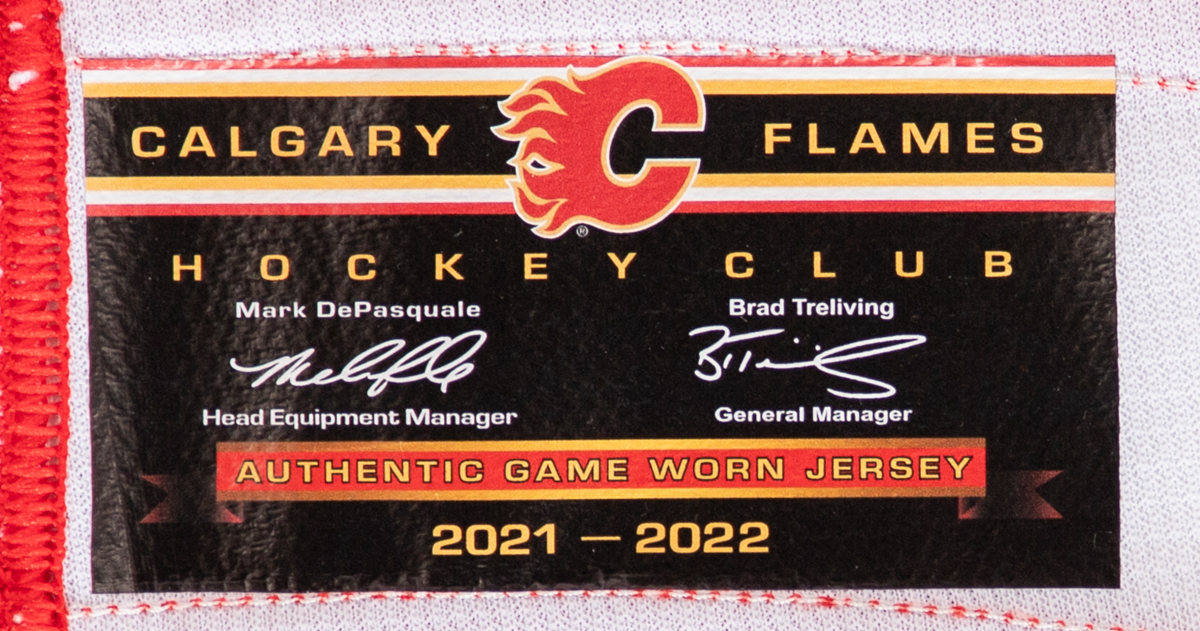 CALGARY C FLAMES
®
HOCKEY CLUB
Mark DePasquale Brad Treliving
Head Equipment Manager General Manager
AUTHENTIC GAME WORN JERSEY
2021 — 2022